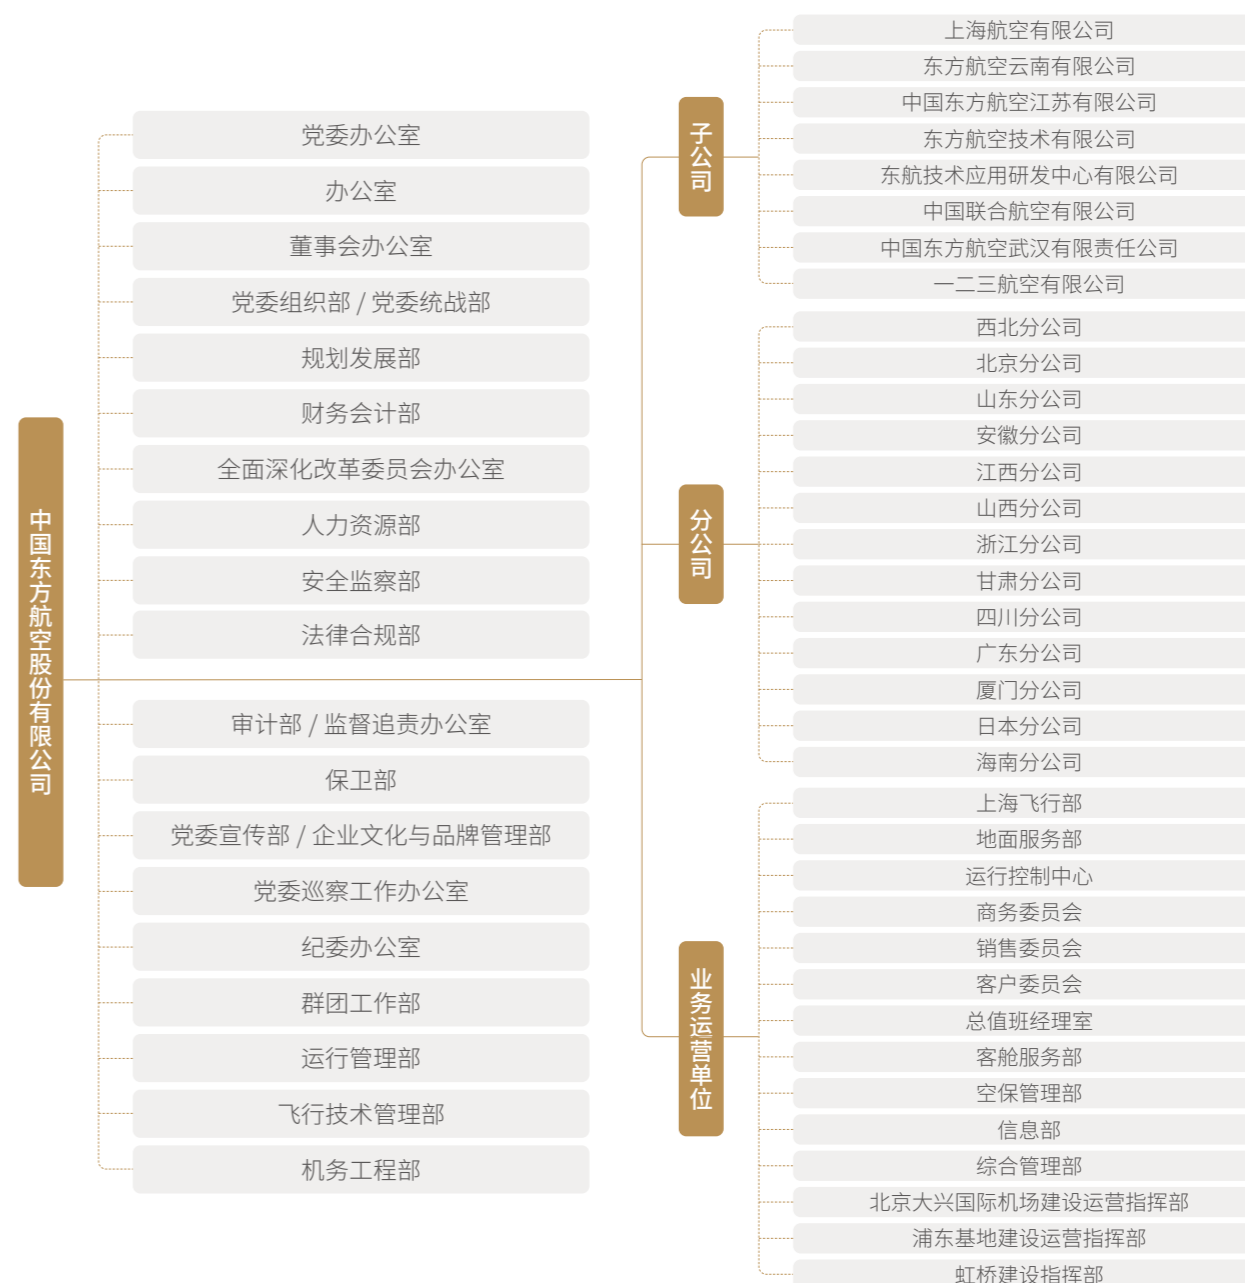 中国东方航空股份有限公司
党委办公室
办公室
董事会办公室
党委组织部 / 党委统战部
规划发展部
财务会计部
全面深化改革委员会办公室
人力资源部
安全监察部
法律合规部
审计部 / 监督追责办公室
保卫部
党委宣传部 / 企业文化与品牌管理部
党委巡察工作办公室
纪委办公室
群团工作部
运行管理部
飞行技术管理部
机务工程部
子公司
上海航空有限公司
东方航空云南有限公司
中国东方航空江苏有限公司
东方航空技术有限公司
东航技术应用研发中心有限公司
中国联合航空有限公司
中国东方航空武汉有限责任公司
一二三航空有限公司
分公司
西北分公司
北京分公司
山东分公司
安徽分公司
江西分公司
山西分公司
浙江分公司
甘肃分公司
四川分公司
广东分公司
厦门分公司
日本分公司
海南分公司
业务运营单位
上海飞行部
地面服务部
运行控制中心
商务委员会
销售委员会
客户委员会
总值班经理室
客舱服务部
空保管理部
信息部
综合管理部
北京大兴国际机场建设运营指挥部
浦东基地建设运营指挥部
虹桥建设指挥部